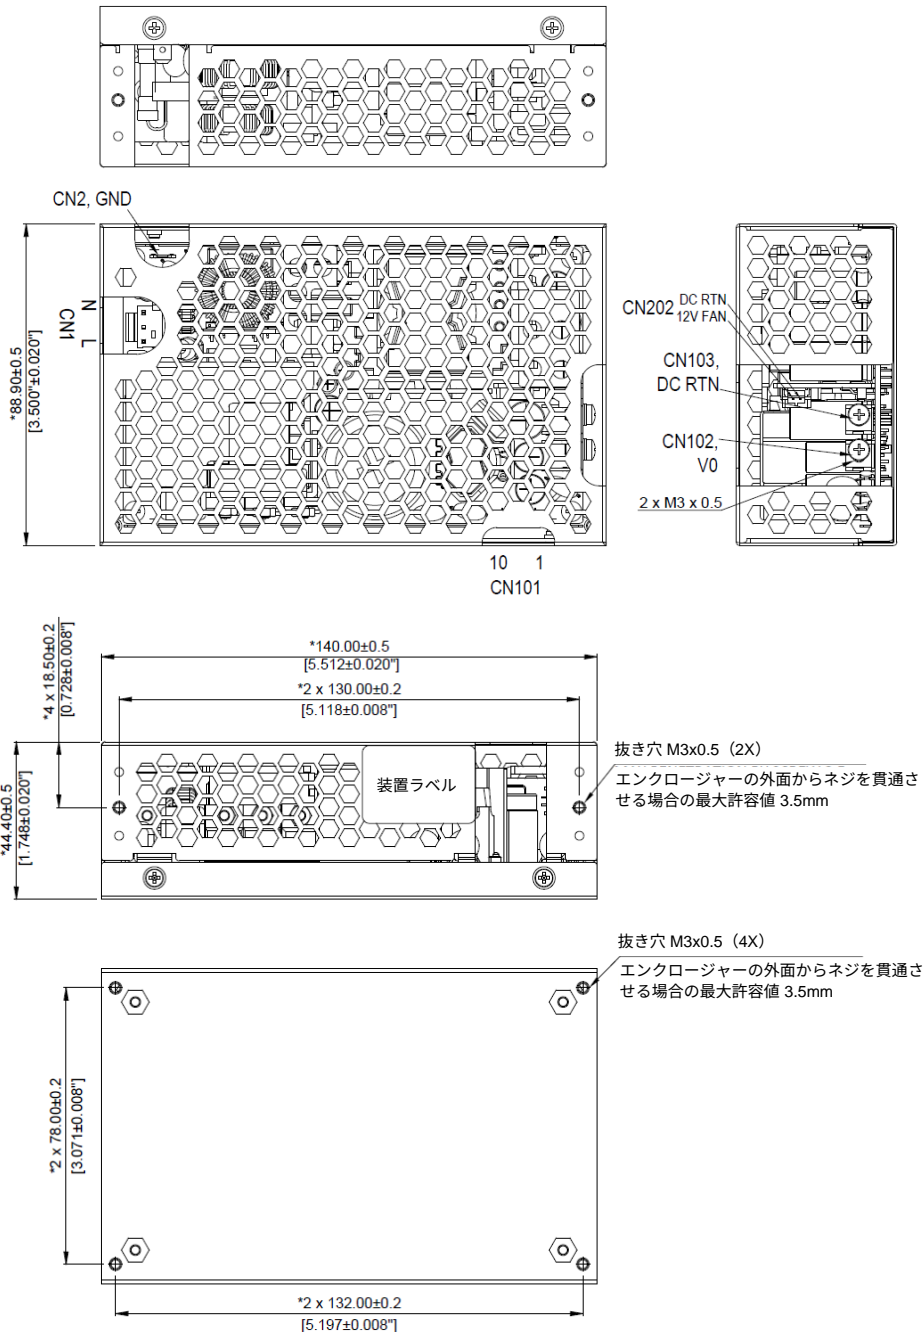 CN2, GND
N
L
CN1
*88.90±0.5
[3.500"±0.020"]
10 1
CN101
CN202 DC RTN
12V FAN
CN103,
DC RTN
CN102,
V0
2 x M3 x 0.5
*140.00±0.5
[5.512±0.020"]
*2 x 130.00±0.2
[5.118±0.008"]
*4 x 18.50±0.2
[0.728±0.008"]
*44.40±0.5
[1.748±0.020"]
装置ラベル
抜き穴 M3x0.5（2X）
エンクロージャーの外面からネジを貫通さ
せる場合の最大許容値 3.5mm
抜き穴 M3x0.5（4X）
エンクロージャーの外面からネジを貫通さ
せる場合の最大許容値 3.5mm
*2 x 78.00±0.2
[3.071±0.008"]
*2 x 132.00±0.2
[5.197±0.008"]